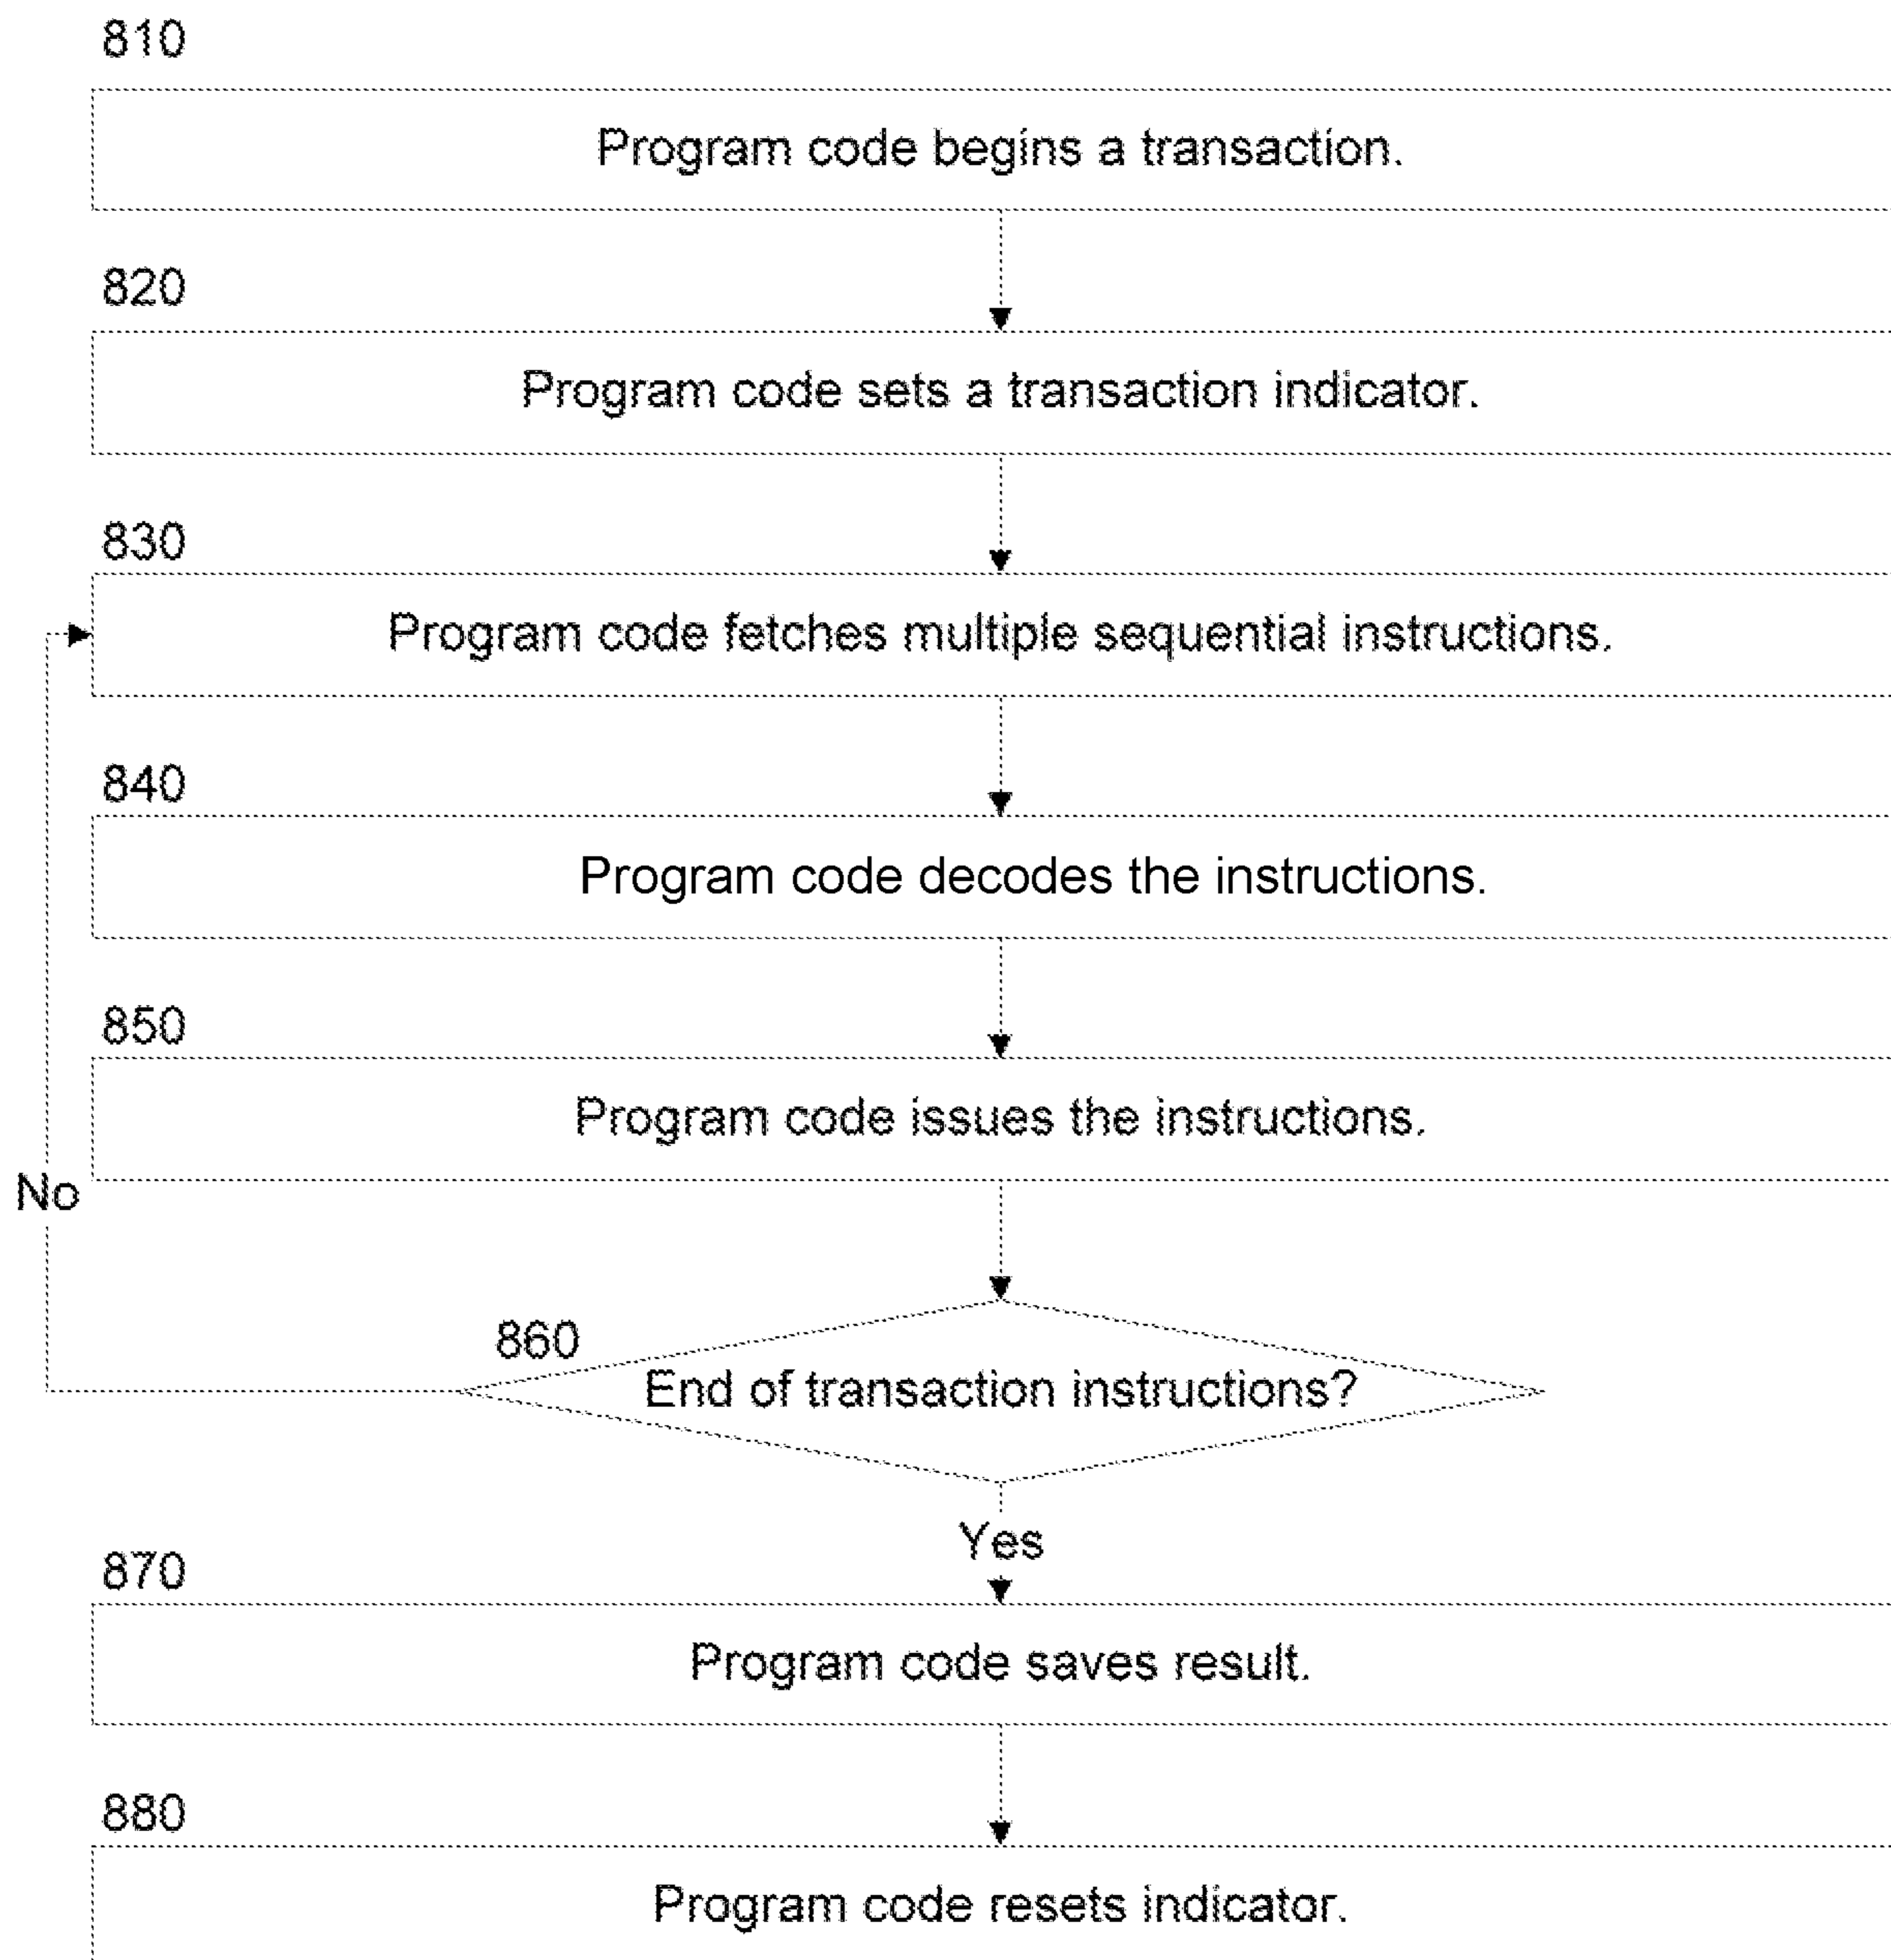 810
Program code begins a transaction.
820
Program code sets a transaction indicator.
830
Program code fetches multiple sequential instructions.
840
Program code decodes the instructions.
850
Program code issues the instructions.
No
860
End of transaction instructions?
Yes
870
Program code saves result.
880
Program code resets indicator.